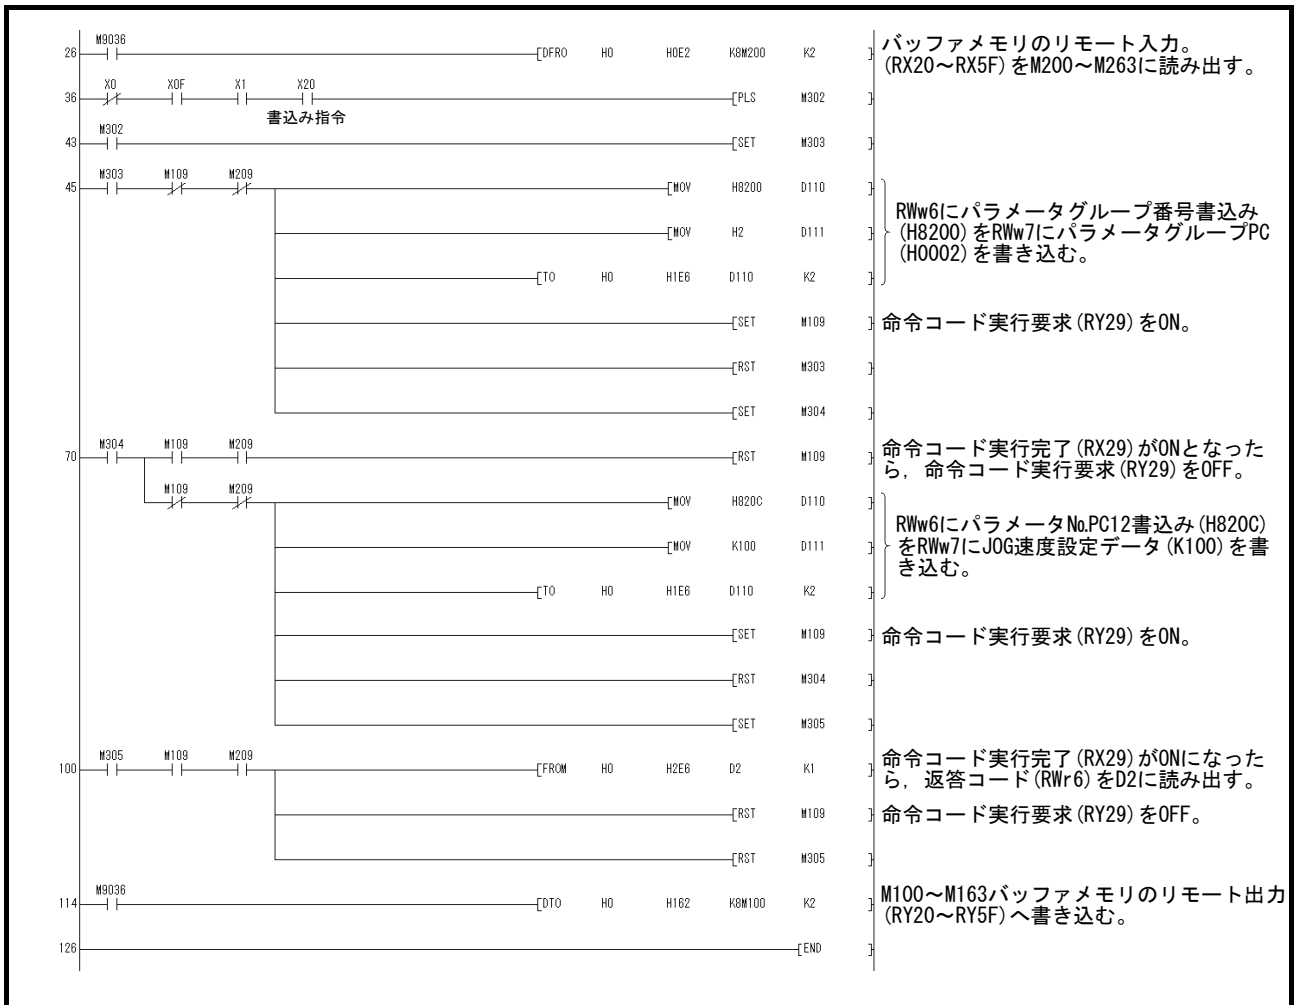 26 M9036 [DFRO H0 H0E2 K8M200 K2 ] バッファメモリのリモート入力。
(RX20～RX5F)をM200～M263に読み出す。
36 X0 X0F X1 X20 [PLS M302 ]
書込み指令
43 M302 [SET M303 ]
45 M303 M109 M209 [MOV H8200 D110 ]
[MOV H2 D111 ]
[TO H0 H1E6 D110 K2 ]
RWw6にパラメータグループ番号書込み
(H8200)をRWw7にパラメータグループPC
(H0002)を書き込む。
[SET M109 ] 命令コード実行要求(RY29)をON。
[RST M303 ]
[SET M304 ]
70 M304 M109 M209 [RST M109 ] 命令コード実行完了(RX29)がONとなった
ら，命令コード実行要求(RY29)をOFF。
M109 M209 [MOV H820C D110 ]
[MOV K100 D111 ]
[TO H0 H1E6 D110 K2 ]
RWw6にパラメータ№PC12書込み(H820C)
をRWw7にJOG速度設定データ(K100)を書
き込む。
[SET M109 ] 命令コード実行要求(RY29)をON。
[RST M304 ]
[SET M305 ]
100 M305 M109 M209 [FROM H0 H2E6 D2 K1 ] 命令コード実行完了(RX29)がONになった
ら，返答コード(RWr6)をD2に読み出す。
[RST M109 ] 命令コード実行要求(RY29)をOFF。
[RST M305 ]
114 M9036 [DTO H0 H162 K8M100 K2 ] M100～M163バッファメモリのリモート出力
(RY20～RY5F)へ書き込む。
126 [END ]